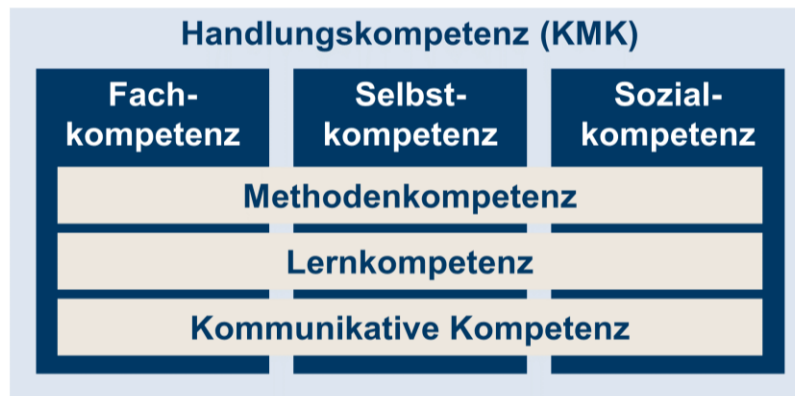 Handlungskompetenz (KMK)
Fach-
kompetenz
Selbst-
kompetenz
Sozial-
kompetenz
Methodenkompetenz
Lernkompetenz
Kommunikative Kompetenz